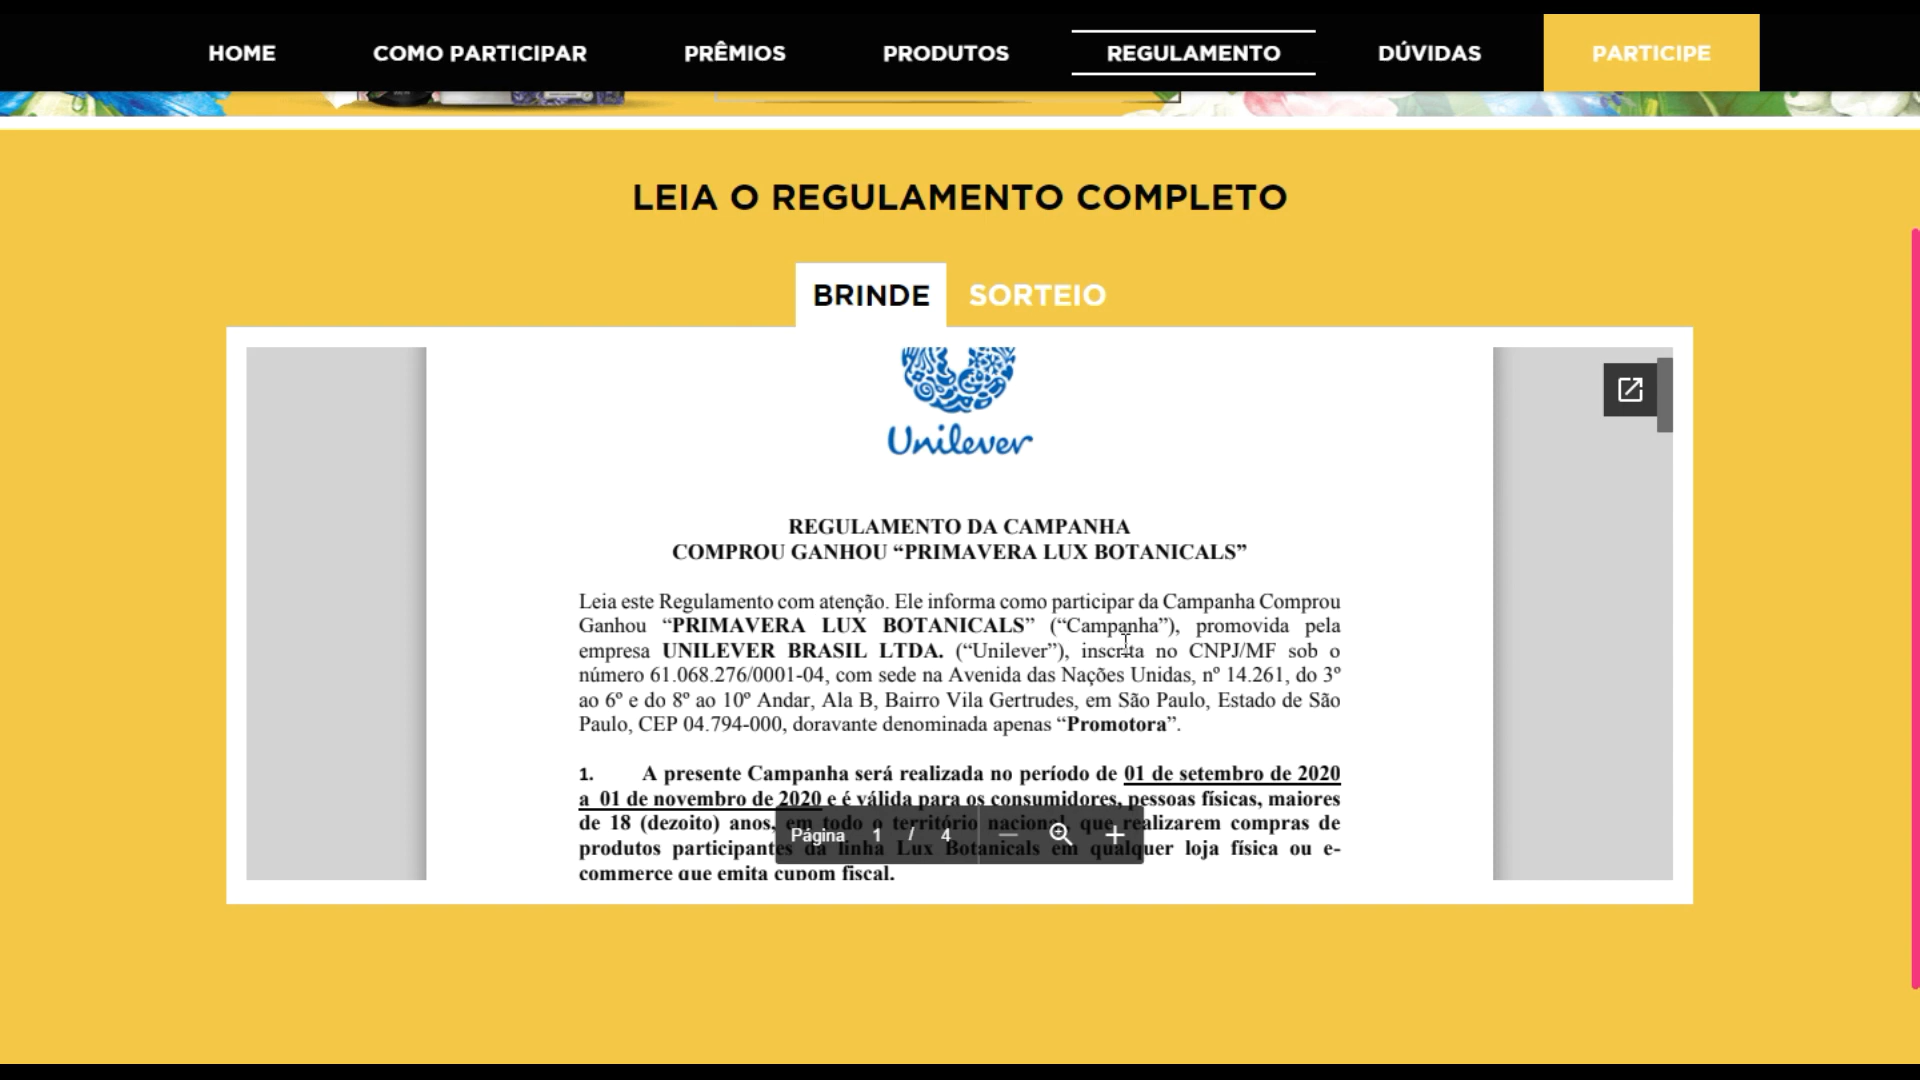 HOME COMO PARTICIPAR PRÊMIOS PRODUTOS REGULAMENTO DÚVIDAS PARTICIPE
LEIA O REGULAMENTO COMPLETO
BRINDE SORTEIO
Unilever
REGULAMENTO DA CAMPANHA
COMPROU GANHOU “PRIMAVERA LUX BOTANICALS”
Leia este Regulamento com atenção. Ele informa como participar da Campanha Comprou
Ganhou “PRIMAVERA LUX BOTANICALS” (“Campanha”), promovida pela
empresa UNILEVER BRASIL LTDA. (“Unilever”), inscrita no CNPJ/MF sob o
número 61.068.276/0001-04, com sede na Avenida das Nações Unidas, nº 14.261, do 3º
ao 6º e do 8º ao 10º Andar, Ala B, Bairro Vila Gertrudes, em São Paulo, Estado de São
Paulo, CEP 04.794-000, doravante denominada apenas “Promotora”.
1. A presente Campanha será realizada no período de 01 de setembro de 2020
a 01 de novembro de 2020 e é válida para os consumidores, pessoas físicas, maiores
de 18 (dezoito) anos, em todo o território nacional, que realizarem compras de
produtos participantes da linha Lux Botanicals em qualquer loja física ou e-
commerce que emita cupom fiscal.
Página 1 / 4